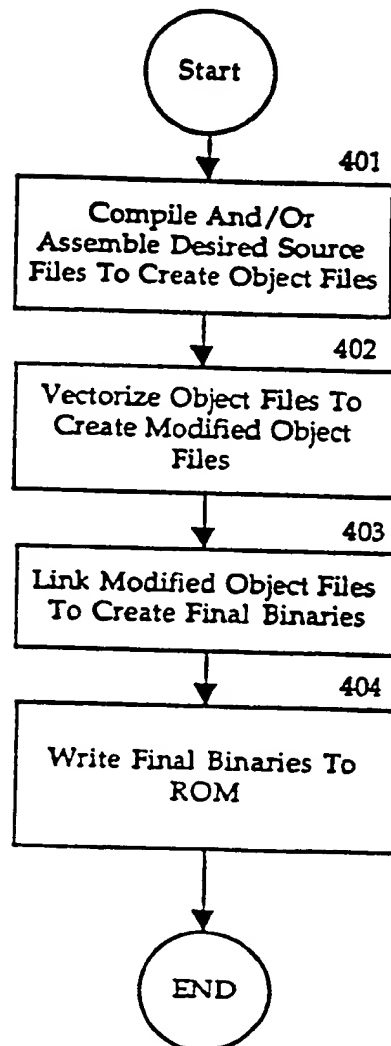 Start
401
Compile And/Or
Assemble Desired Source
Files To Create Object Files
402
Vectorize Object Files To
Create Modified Object
Files
403
Link Modified Object Files
To Create Final Binaries
404
Write Final Binaries To
ROM
END